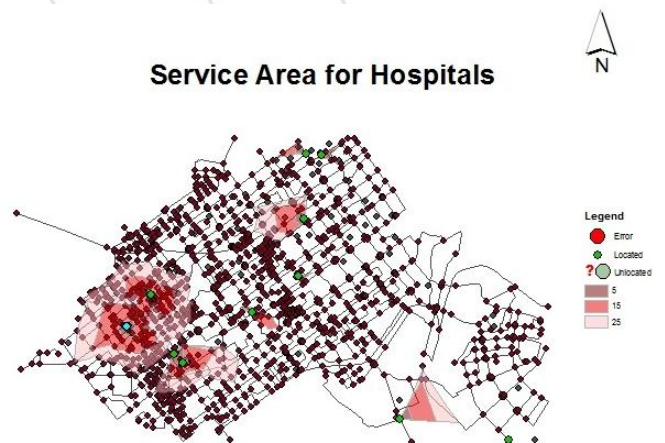 N
Service Area for Hospitals
Legend
Error
Located
? Unlocated
5
15
25